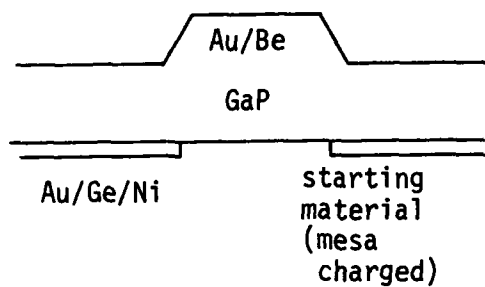 Au/Be
GaP
Au/Ge/Ni
starting
material
(mesa
charged)